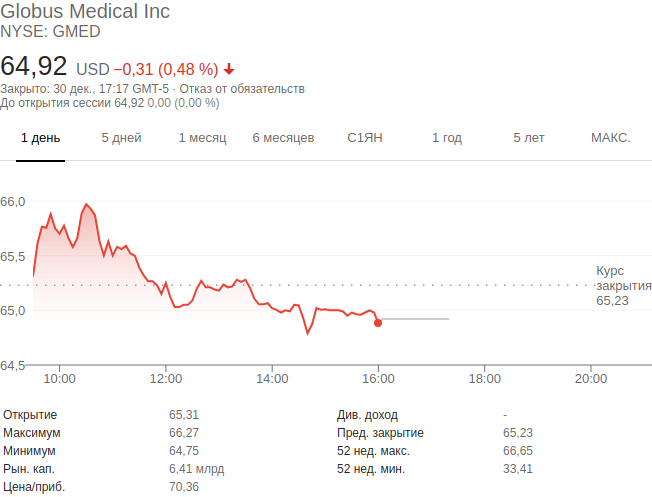 Globus Medical Inc
NYSE: GMED
64,92 USD −0,31 (0,48 %)
Закрыто: 30 дек., 17:17 GMT-5 · Отказ от обязательств
До открытия сессии 64,92 0,00 (0,00 %)
1 день 5 дней 1 месяц 6 месяцев С1ЯН 1 год 5 лет МАКС.
66,0
65,5
Курс
закрытия
65,23
65,0
64,5
10:00 12:00 14:00 16:00 18:00 20:00
Открытие 65,31 Див. доход -
Максимум 66,27 Пред. закрытие 65,23
Минимум 64,75 52 нед. макс. 66,65
Рын. кап. 6,41 млрд 52 нед. мин. 33,41
Цена/приб. 70,36